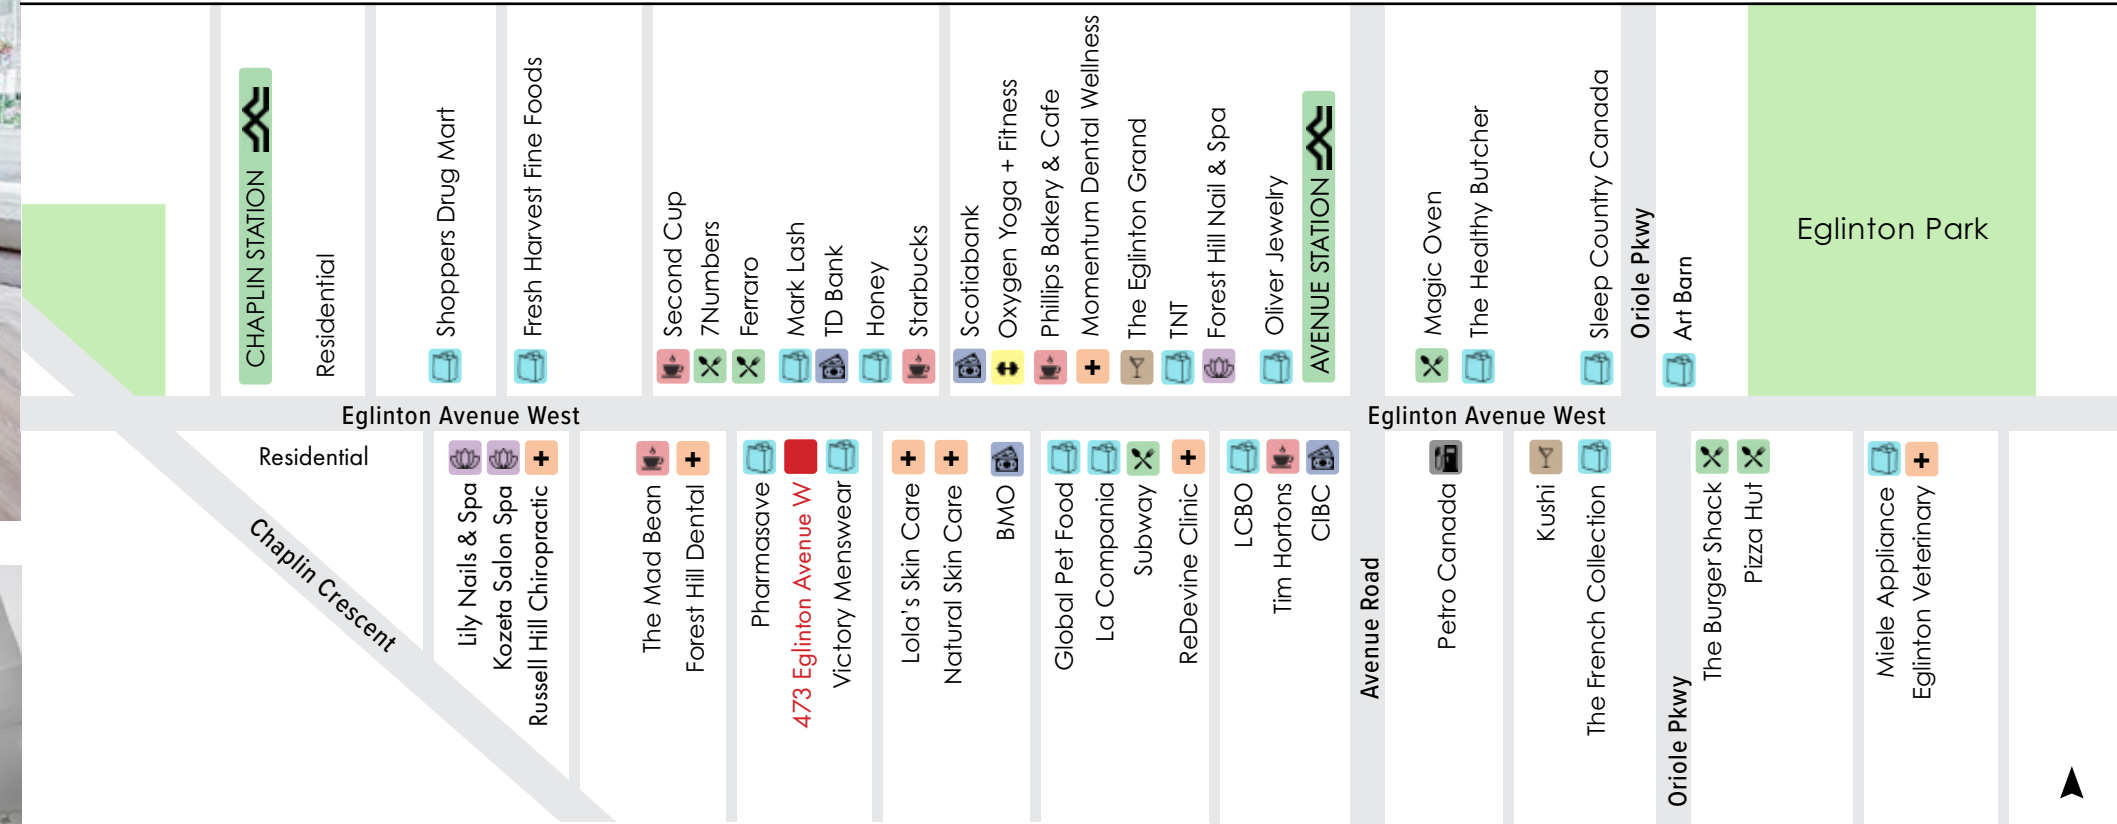 CHAPLIN STATION
Residential
Shoppers Drug Mart
Fresh Harvest Fine Foods
Second Cup
7Numbers
Ferraro
Mark Lash
TD Bank
Honey
Starbucks
Scotiabank
Oxygen Yoga + Fitness
Phillips Bakery & Cafe
Momentum Dental Wellness
The Eglinton Grand
TNT
Forest Hill Nail & Spa
Oliver Jewelry
AVENUE STATION
Magic Oven
The Healthy Butcher
Sleep Country Canada
Oriole Pkwy
Art Barn
Eglinton Park
Eglinton Avenue West
Eglinton Avenue West
Residential
Chaplin Crescent
Lily Nails & Spa
Kozeta Salon Spa
Russell Hill Chiropractic
The Mad Bean
Forest Hill Dental
Pharmasave
473 Eglinton Avenue W
Victory Menswear
Lola's Skin Care
Natural Skin Care
BMO
Global Pet Food
La Compania
Subway
ReDevine Clinic
LCBO
Tim Hortons
CIBC
Avenue Road
Petro Canada
Kushi
The French Collection
Oriole Pkwy
The Burger Shack
Pizza Hut
Miele Appliance
Eglinton Veterinary